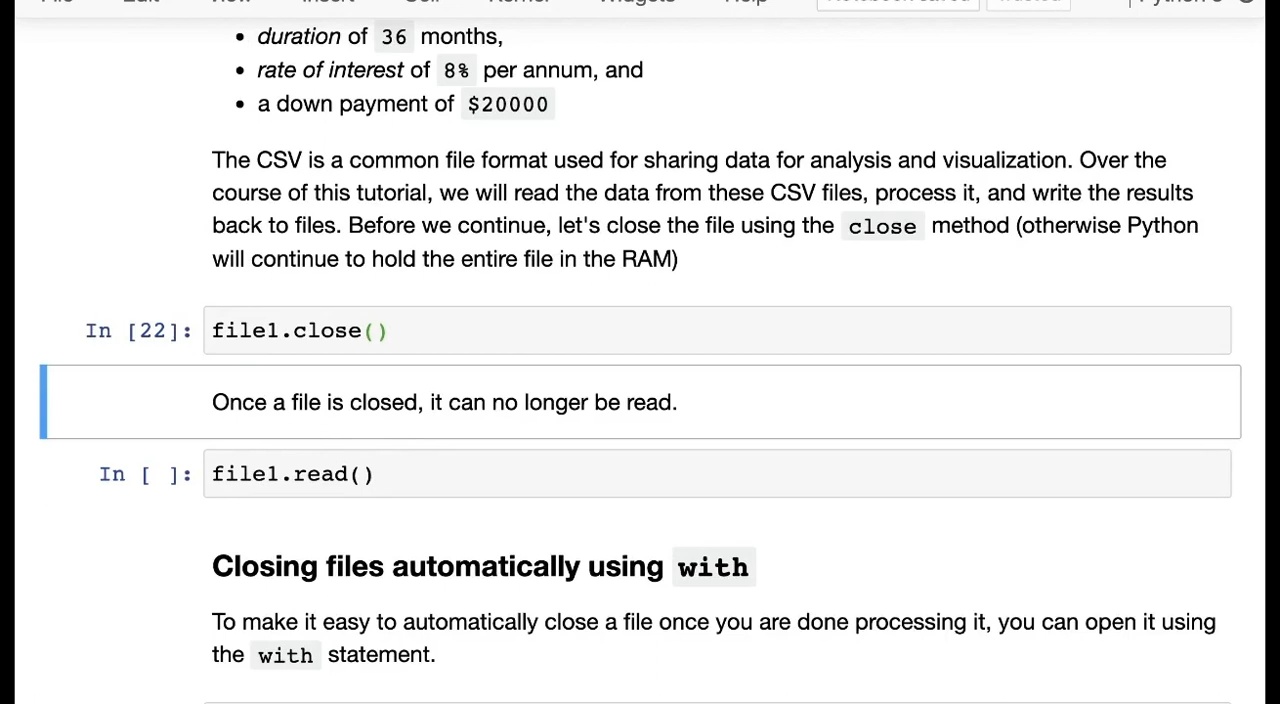 duration of 36 months,
rate of interest of 8% per annum, and
a down payment of $20000
The CSV is a common file format used for sharing data for analysis and visualization. Over the
course of this tutorial, we will read the data from these CSV files, process it, and write the results
back to files. Before we continue, let's close the file using the close method (otherwise Python
will continue to hold the entire file in the RAM)
In [22]: file1.close()
Once a file is closed, it can no longer be read.
In [ ]: file1.read()
Closing files automatically using with
To make it easy to automatically close a file once you are done processing it, you can open it using
the with statement.